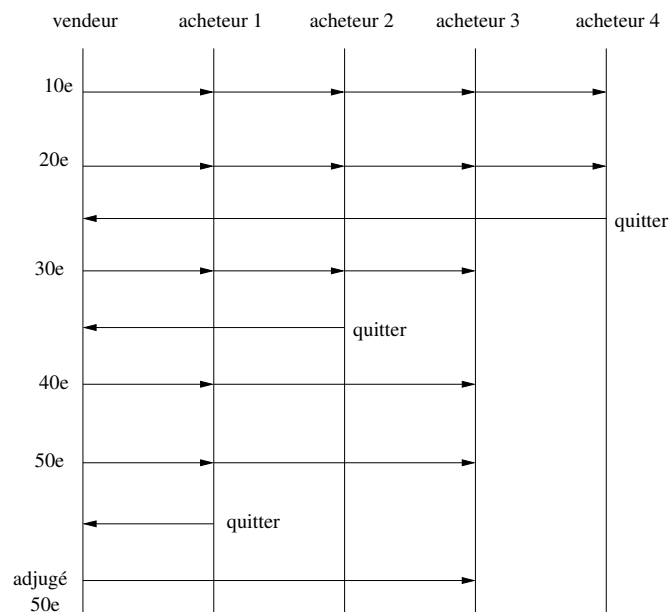 vendeur acheteur 1 acheteur 2 acheteur 3 acheteur 4
10e
20e
quitter
30e
quitter
40e
50e
quitter
adjugé
50e